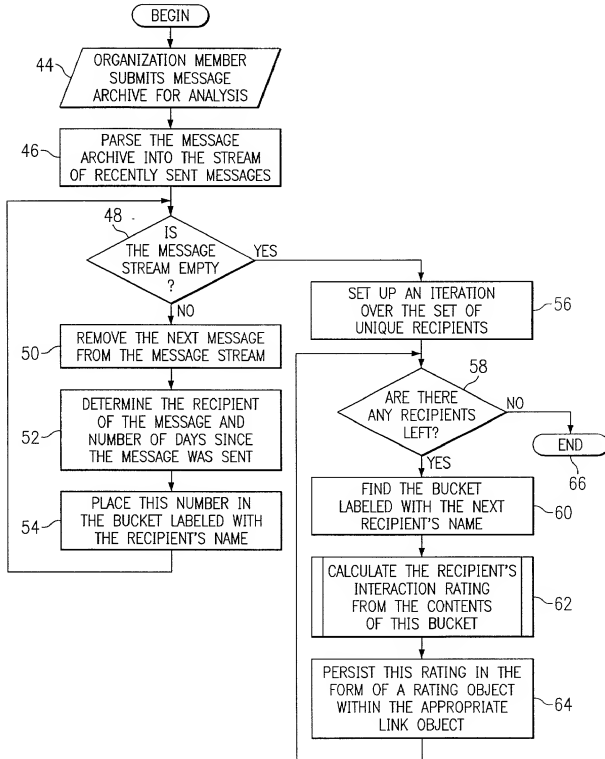 BEGIN
44
ORGANIZATION MEMBER
SUBMITS MESSAGE
ARCHIVE FOR ANALYSIS
46
PARSE THE MESSAGE
ARCHIVE INTO THE STREAM
OF RECENTLY SENT MESSAGES
48
IS
THE MESSAGE
STREAM EMPTY
?
YES
NO
50
REMOVE THE NEXT MESSAGE
FROM THE MESSAGE STREAM
52
DETERMINE THE RECIPIENT
OF THE MESSAGE AND
NUMBER OF DAYS SINCE
THE MESSAGE WAS SENT
54
PLACE THIS NUMBER IN
THE BUCKET LABELED WITH
THE RECIPIENT'S NAME
SET UP AN ITERATION
OVER THE SET OF
UNIQUE RECIPIENTS
56
58
ARE THERE
ANY RECIPIENTS
LEFT?
NO
END
66
YES
FIND THE BUCKET
LABELED WITH THE NEXT
RECIPIENT'S NAME
60
CALCULATE THE RECIPIENT'S
INTERACTION RATING
FROM THE CONTENTS
OF THIS BUCKET
62
PERSIST THIS RATING IN THE
FORM OF A RATING OBJECT
WITHIN THE APPROPRIATE
LINK OBJECT
64